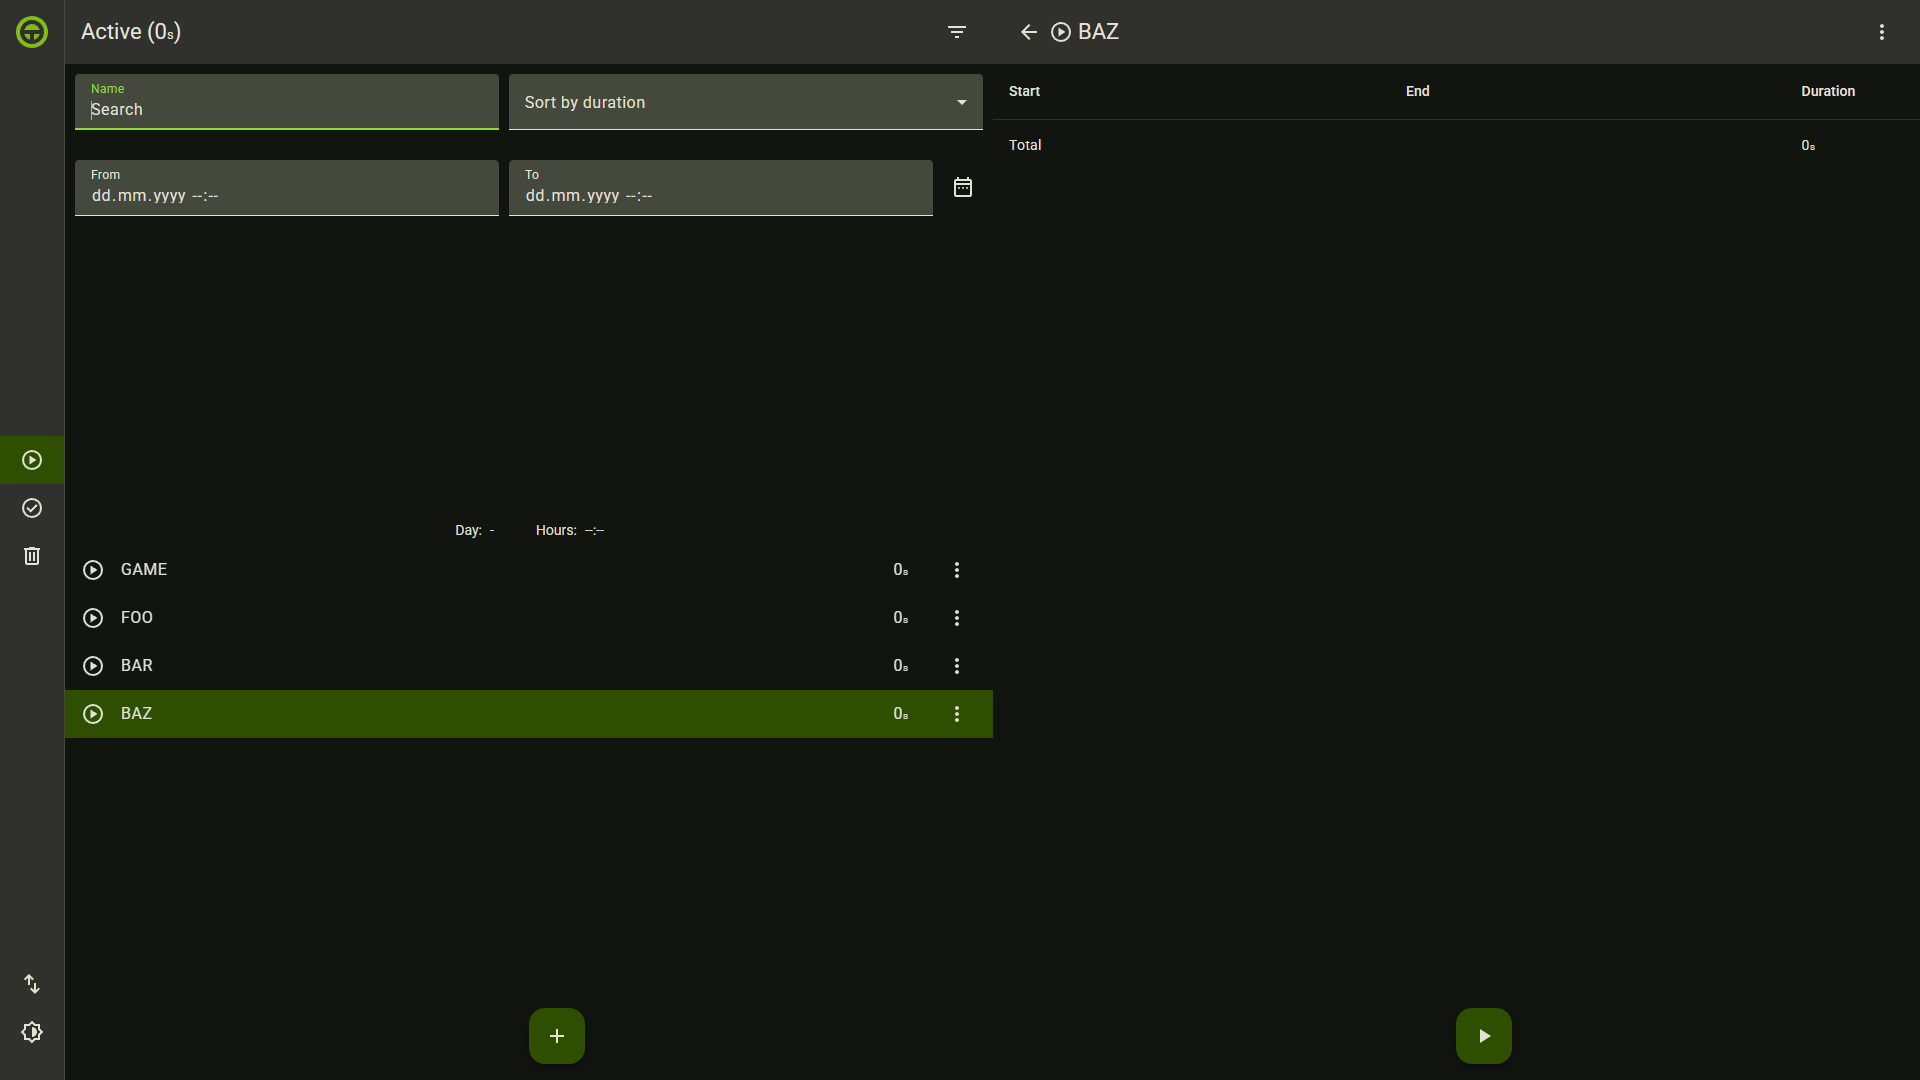 Active (0s)
BAZ
Name
Search
Sort by duration
From
dd.mm.yyyy --:--
To
dd.mm.yyyy --:--
Start End Duration
Total 0s
Day: - Hours: --:--
GAME 0s
FOO 0s
BAR 0s
BAZ 0s